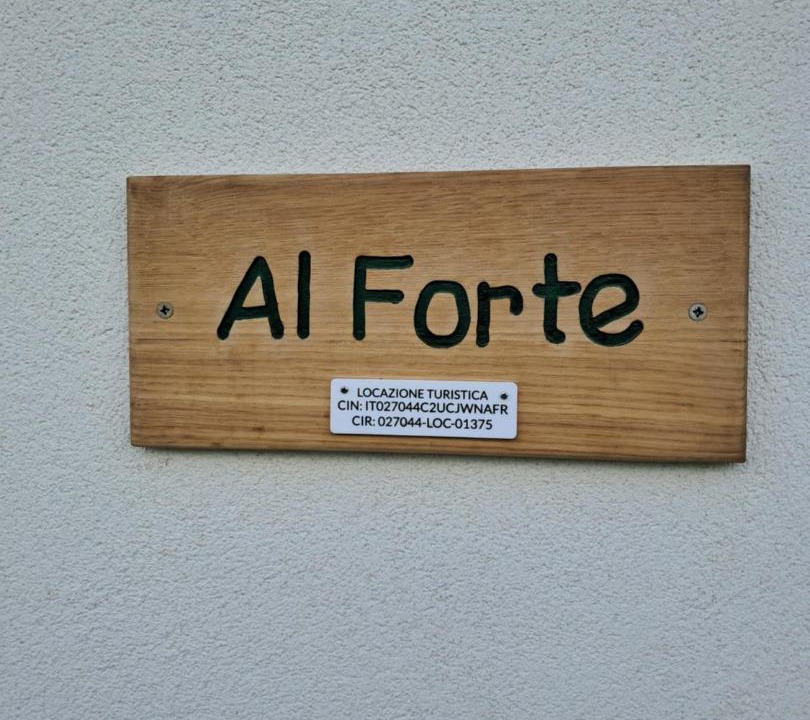 Al Forte
LOCAZIONE TURISTICA
CIN: IT027044C2UCJWNAFR
CIR: 027044-LOC-01375